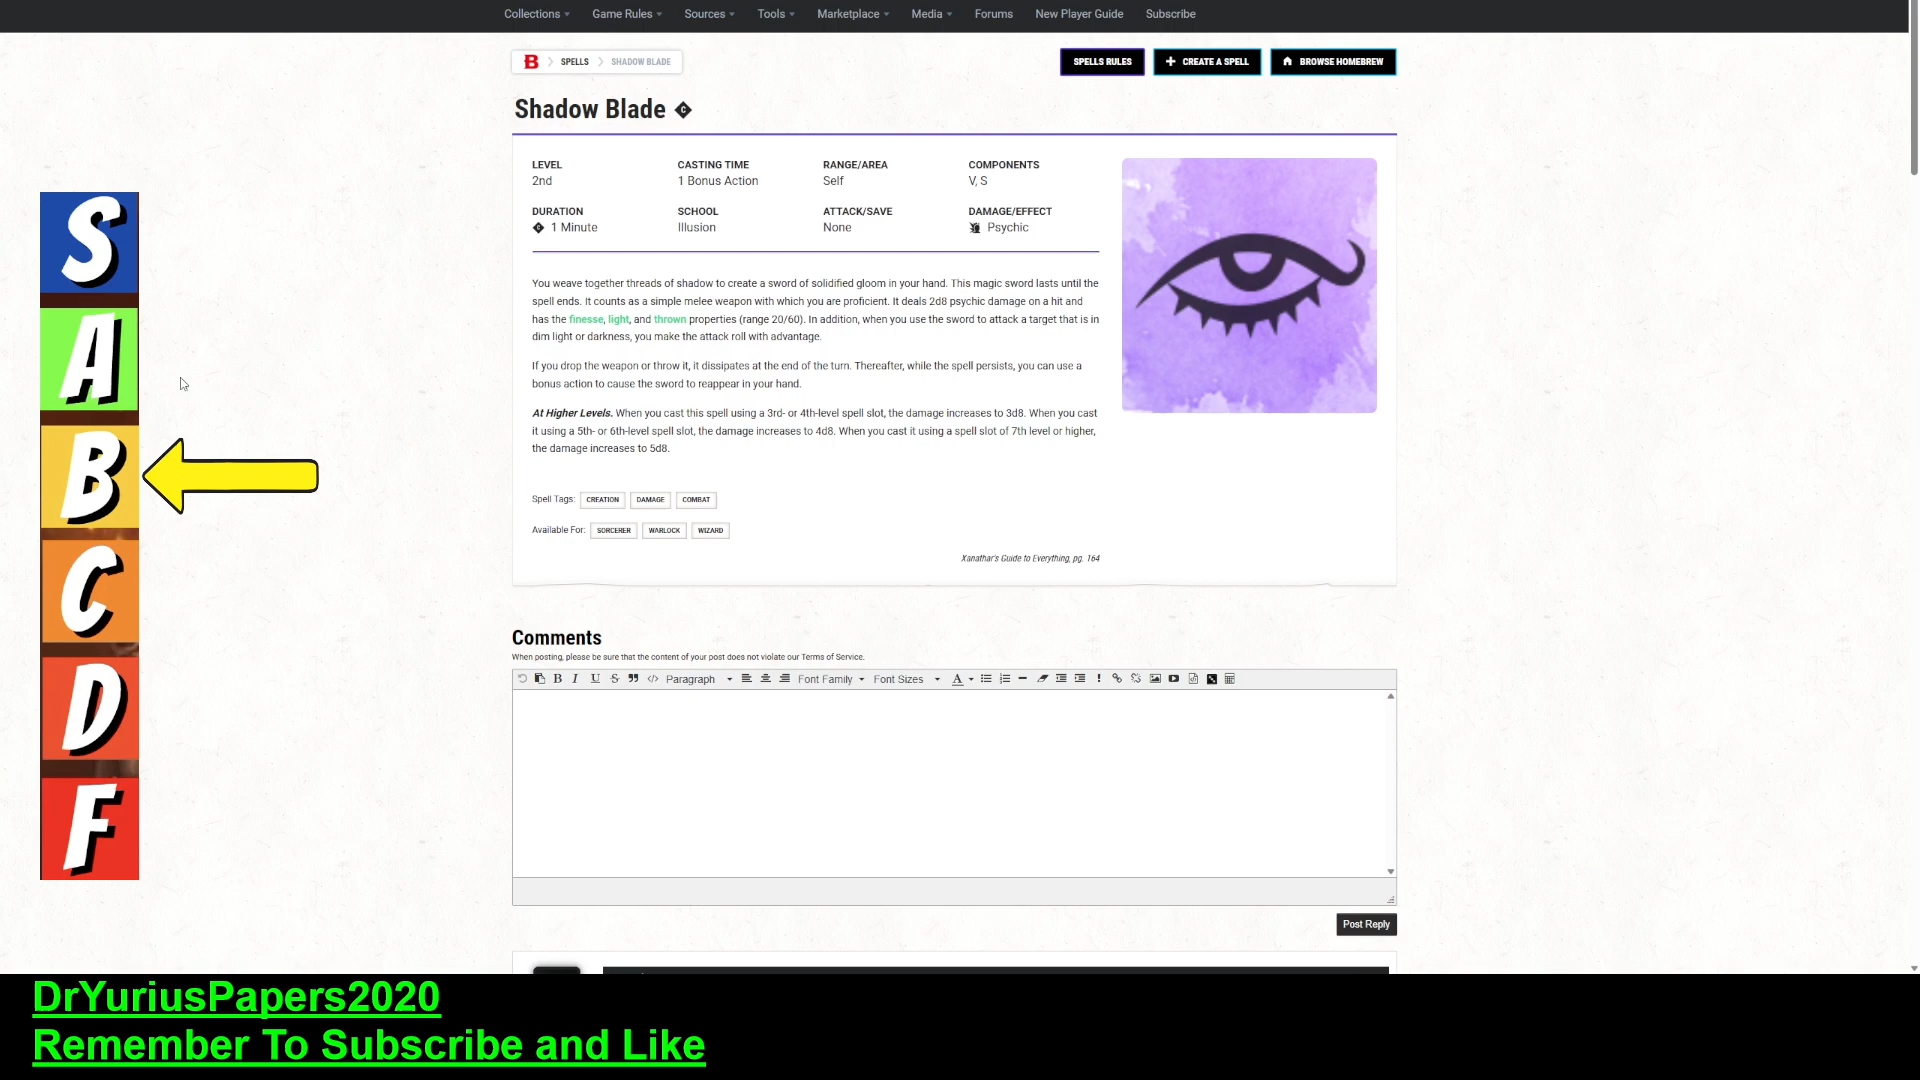 Collections Game Rules Sources Tools Marketplace Media Forums New Player Guide Subscribe
B SPELLS SHADOW BLADE
SPELLS RULES CREATE A SPELL BROWSE HOMEBREW
Shadow Blade C
LEVEL CASTING TIME RANGE/AREA COMPONENTS
2nd 1 Bonus Action Self V, S
DURATION SCHOOL ATTACK/SAVE DAMAGE/EFFECT
C 1 Minute Illusion None Psychic
You weave together threads of shadow to create a sword of solidified gloom in your hand. This magic sword lasts until the
spell ends. It counts as a simple melee weapon with which you are proficient. It deals 2d8 psychic damage on a hit and
has the finesse, light, and thrown properties (range 20/60). In addition, when you use the sword to attack a target that is in
dim light or darkness, you make the attack roll with advantage.
If you drop the weapon or throw it, it dissipates at the end of the turn. Thereafter, while the spell persists, you can use a
bonus action to cause the sword to reappear in your hand.
At Higher Levels. When you cast this spell using a 3rd- or 4th-level spell slot, the damage increases to 3d8. When you cast
it using a 5th- or 6th-level spell slot, the damage increases to 4d8. When you cast it using a spell slot of 7th level or higher,
the damage increases to 5d8.
Spell Tags: CREATION DAMAGE COMBAT
Available For: SORCERER WARLOCK WIZARD
Xanathar's Guide to Everything, pg. 164
Comments
When posting, please be sure that the content of your post does not violate our Terms of Service.
B I U S Paragraph Font Family Font Sizes A
Post Reply
S
A
B
C
D
F
DrYuriusPapers2020
Remember To Subscribe and Like